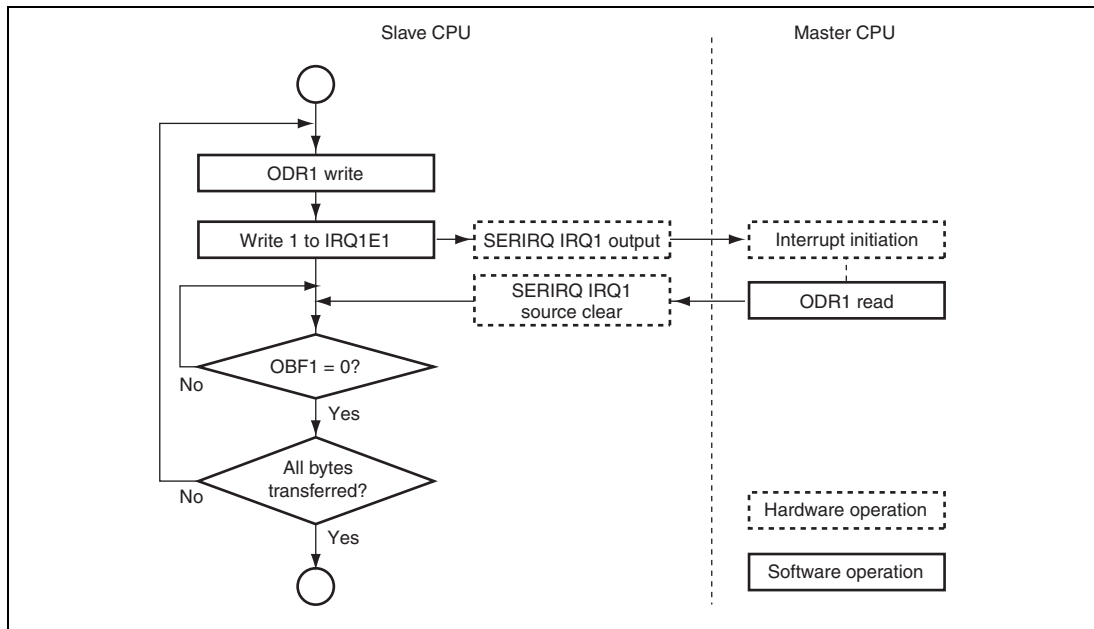 Slave CPU
Master CPU
ODR1 write
Write 1 to IRQ1E1
SERIRQ IRQ1 output
Interrupt initiation
SERIRQ IRQ1
source clear
ODR1 read
OBF1 = 0?
No
Yes
All bytes
transferred?
No
Yes
Hardware operation
Software operation